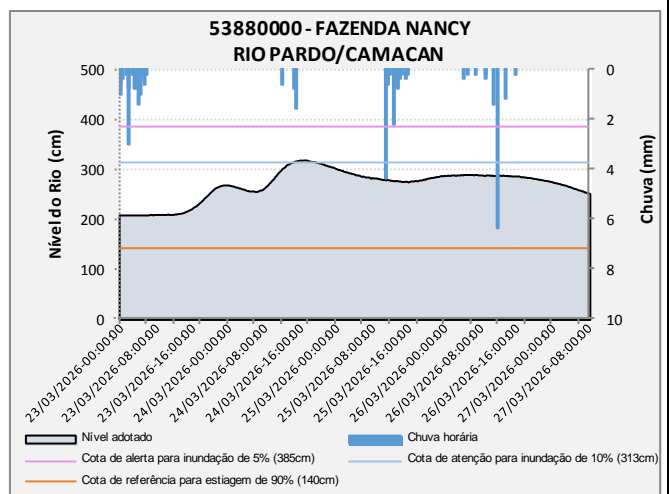 53880000 - FAZENDA NANCY
RIO PARDO/CAMACAN
500
400
300
200
100
0
Nível do Rio (cm)
0
2
4
6
8
10
Chuva (mm)
23/03/2026-00:00:00
23/03/2026-08:00:00
23/03/2026-16:00:00
24/03/2026-00:00:00
24/03/2026-08:00:00
24/03/2026-16:00:00
25/03/2026-00:00:00
25/03/2026-08:00:00
25/03/2026-16:00:00
26/03/2026-00:00:00
26/03/2026-08:00:00
26/03/2026-16:00:00
27/03/2026-00:00:00
27/03/2026-08:00:00
Nível adotado
Chuva horária
Cota de alerta para inundação de 5% (385cm)
Cota de atenção para inundação de 10% (313cm)
Cota de referência para estiagem de 90% (140cm)